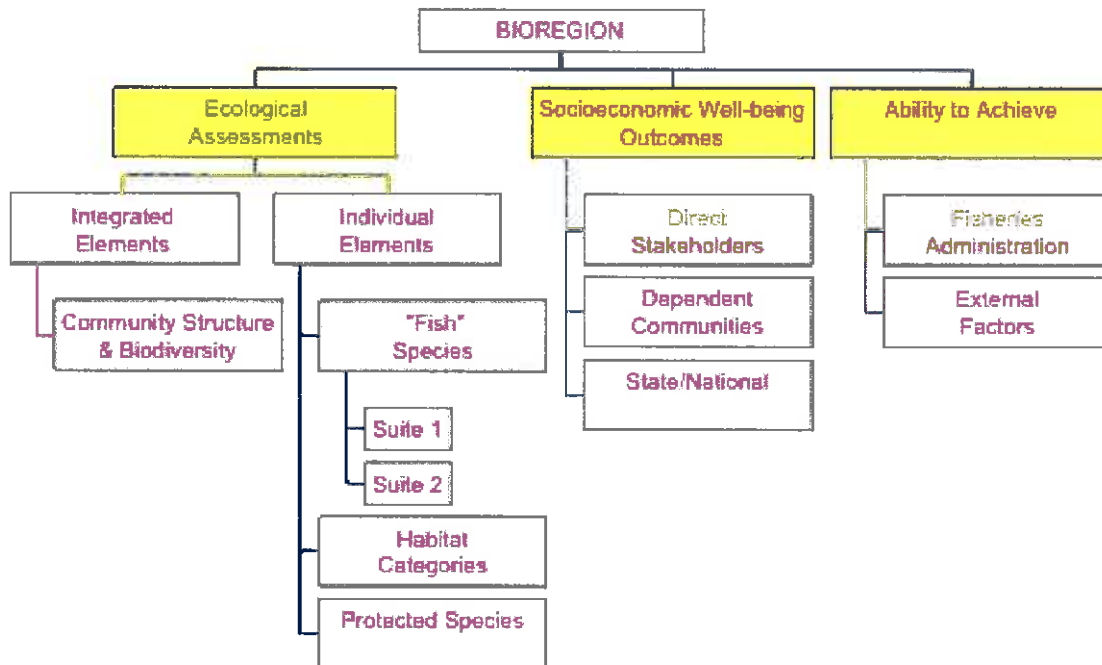 BIOREGION
Ecological
Assessments
Socioeconomic Well-being
Outcomes
Ability to Achieve
Integrated
Elements
Individual
Elements
Direct
Stakeholders
Fisheries
Administration
Community Structure
& Biodiversity
"Fish"
Species
Dependent
Communities
External
Factors
State/National
Suite 1
Suite 2
Habitat
Categories
Protected Species